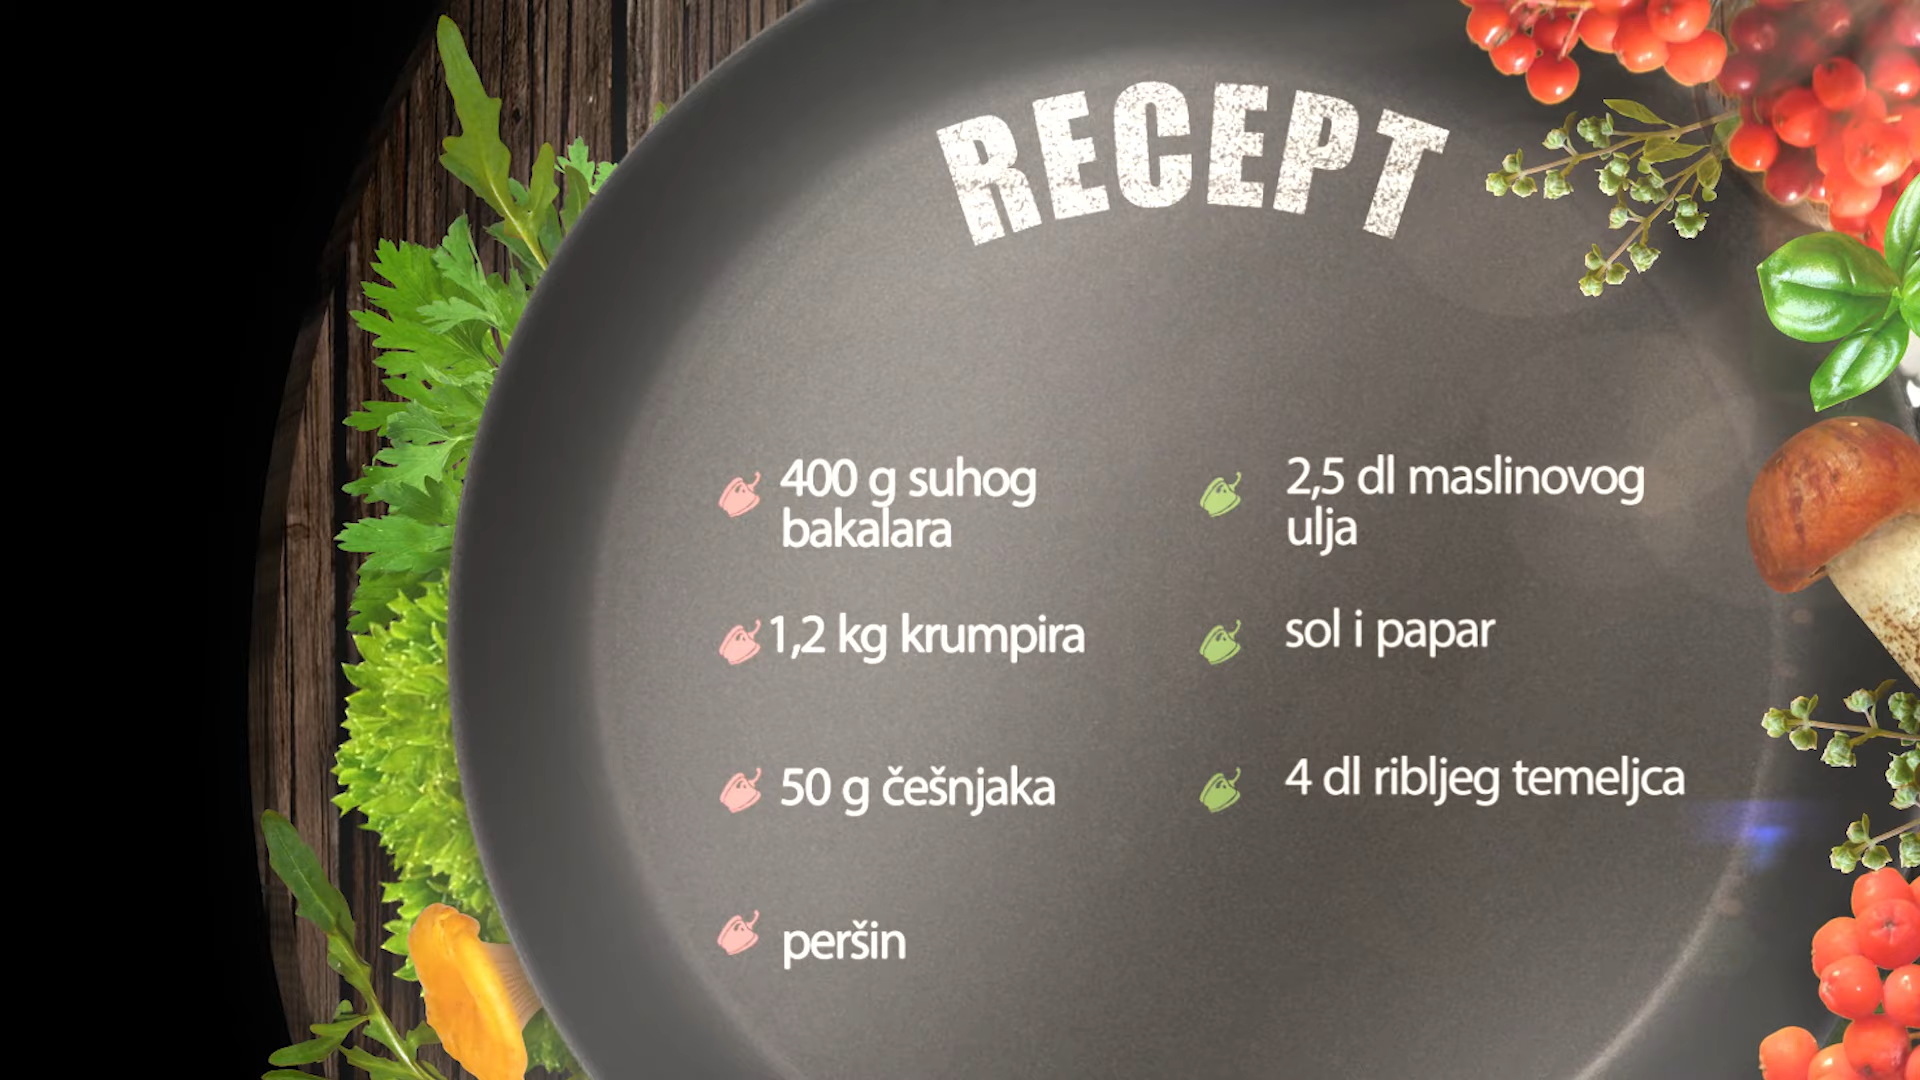 RECEPT
400 g suhog
bakalara
1,2 kg krumpira
50 g češnjaka
peršin
2,5 dl maslinovog
ulja
sol i papar
4 dl ribljeg temeljca